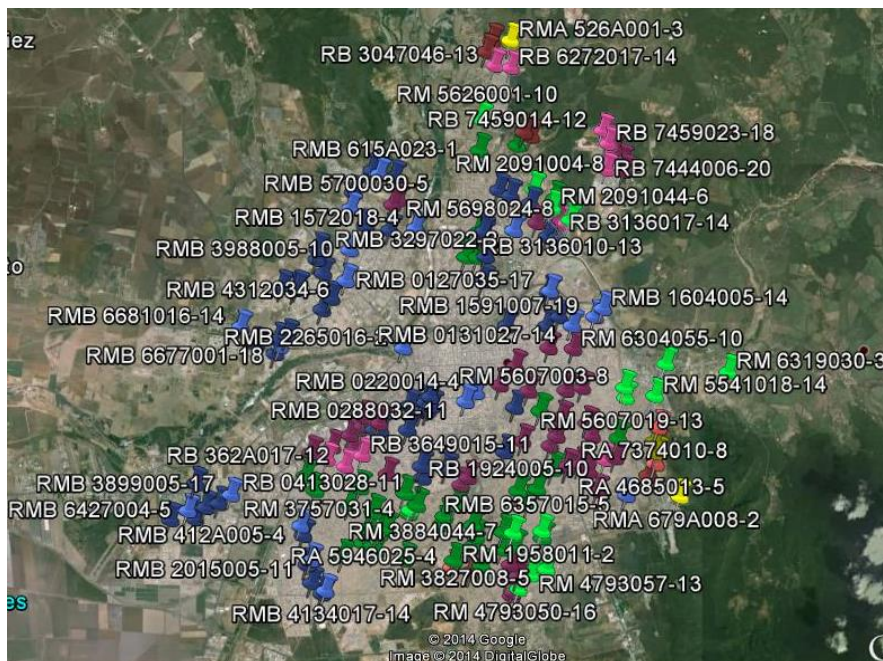 iez
RMA 526A001-3
RB 3047046-13
RB 6272017-14
RM 5626001-10
RB 7459014-12
RB 7459023-18
RMB 615A023-1
RM 2091004-8
RB 7444006-20
RMB 5700030-5
RM 2091044-6
RMB 1572018-4
RM 5698024-8
RB 3136017-14
RMB 3988005-10
RMB 3297022-
RB 3136010-13
to
RMB 0127035-17
RMB 4312034-6
RMB 1591007-19
RMB 1604005-14
RMB 6681016-14
RMB 2265016-2
RMB 0131027-14
RM 6304055-10
RMB 6677001-18
RM 6319030-3
RMB 0220014-4
RM 5607003-8
RM 5541018-14
RMB 0288032-11
RM 5607019-13
RB 362A017-12
RB 3649015-11
RA 7374010-8
RMB 3899005-17
RB 0413028-11
RB 1924005-10
RA 4685013-5
RMB 6427004-5
RM 3757031-4
RMB 6357015-5
RMA 679A008-2
RMB 412A005-4
RM 3884044-7
RA 5946025-4
RM 1958011-2
RMB 2015005-11
RM 3827008-5
RM 4793057-13
es
RMB 4134017-14
RM 4793050-16
© 2014 Google
Image © 2014 DigitalGlobe